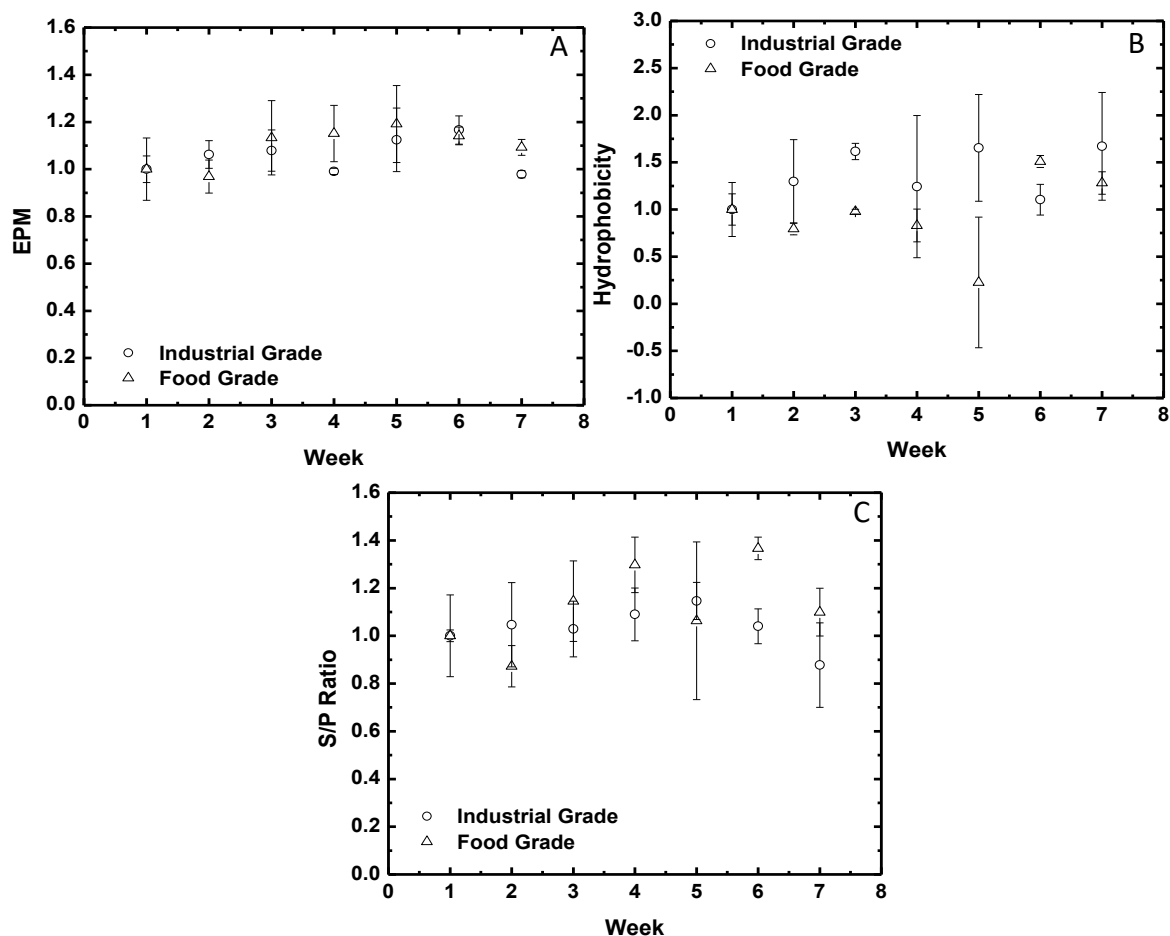 A
1.6
1.4
1.2
1.0
0.8
0.6
0.4
0.2
0.0
EPM
Industrial Grade
Food Grade
0 1 2 3 4 5 6 7 8
Week
B
3.0
2.5
2.0
1.5
1.0
0.5
0.0
-0.5
-1.0
Hydrophobicity
Industrial Grade
Food Grade
0 1 2 3 4 5 6 7 8
Week
C
1.6
1.4
1.2
1.0
0.8
0.6
0.4
0.2
0.0
S/P Ratio
Industrial Grade
Food Grade
0 1 2 3 4 5 6 7 8
Week